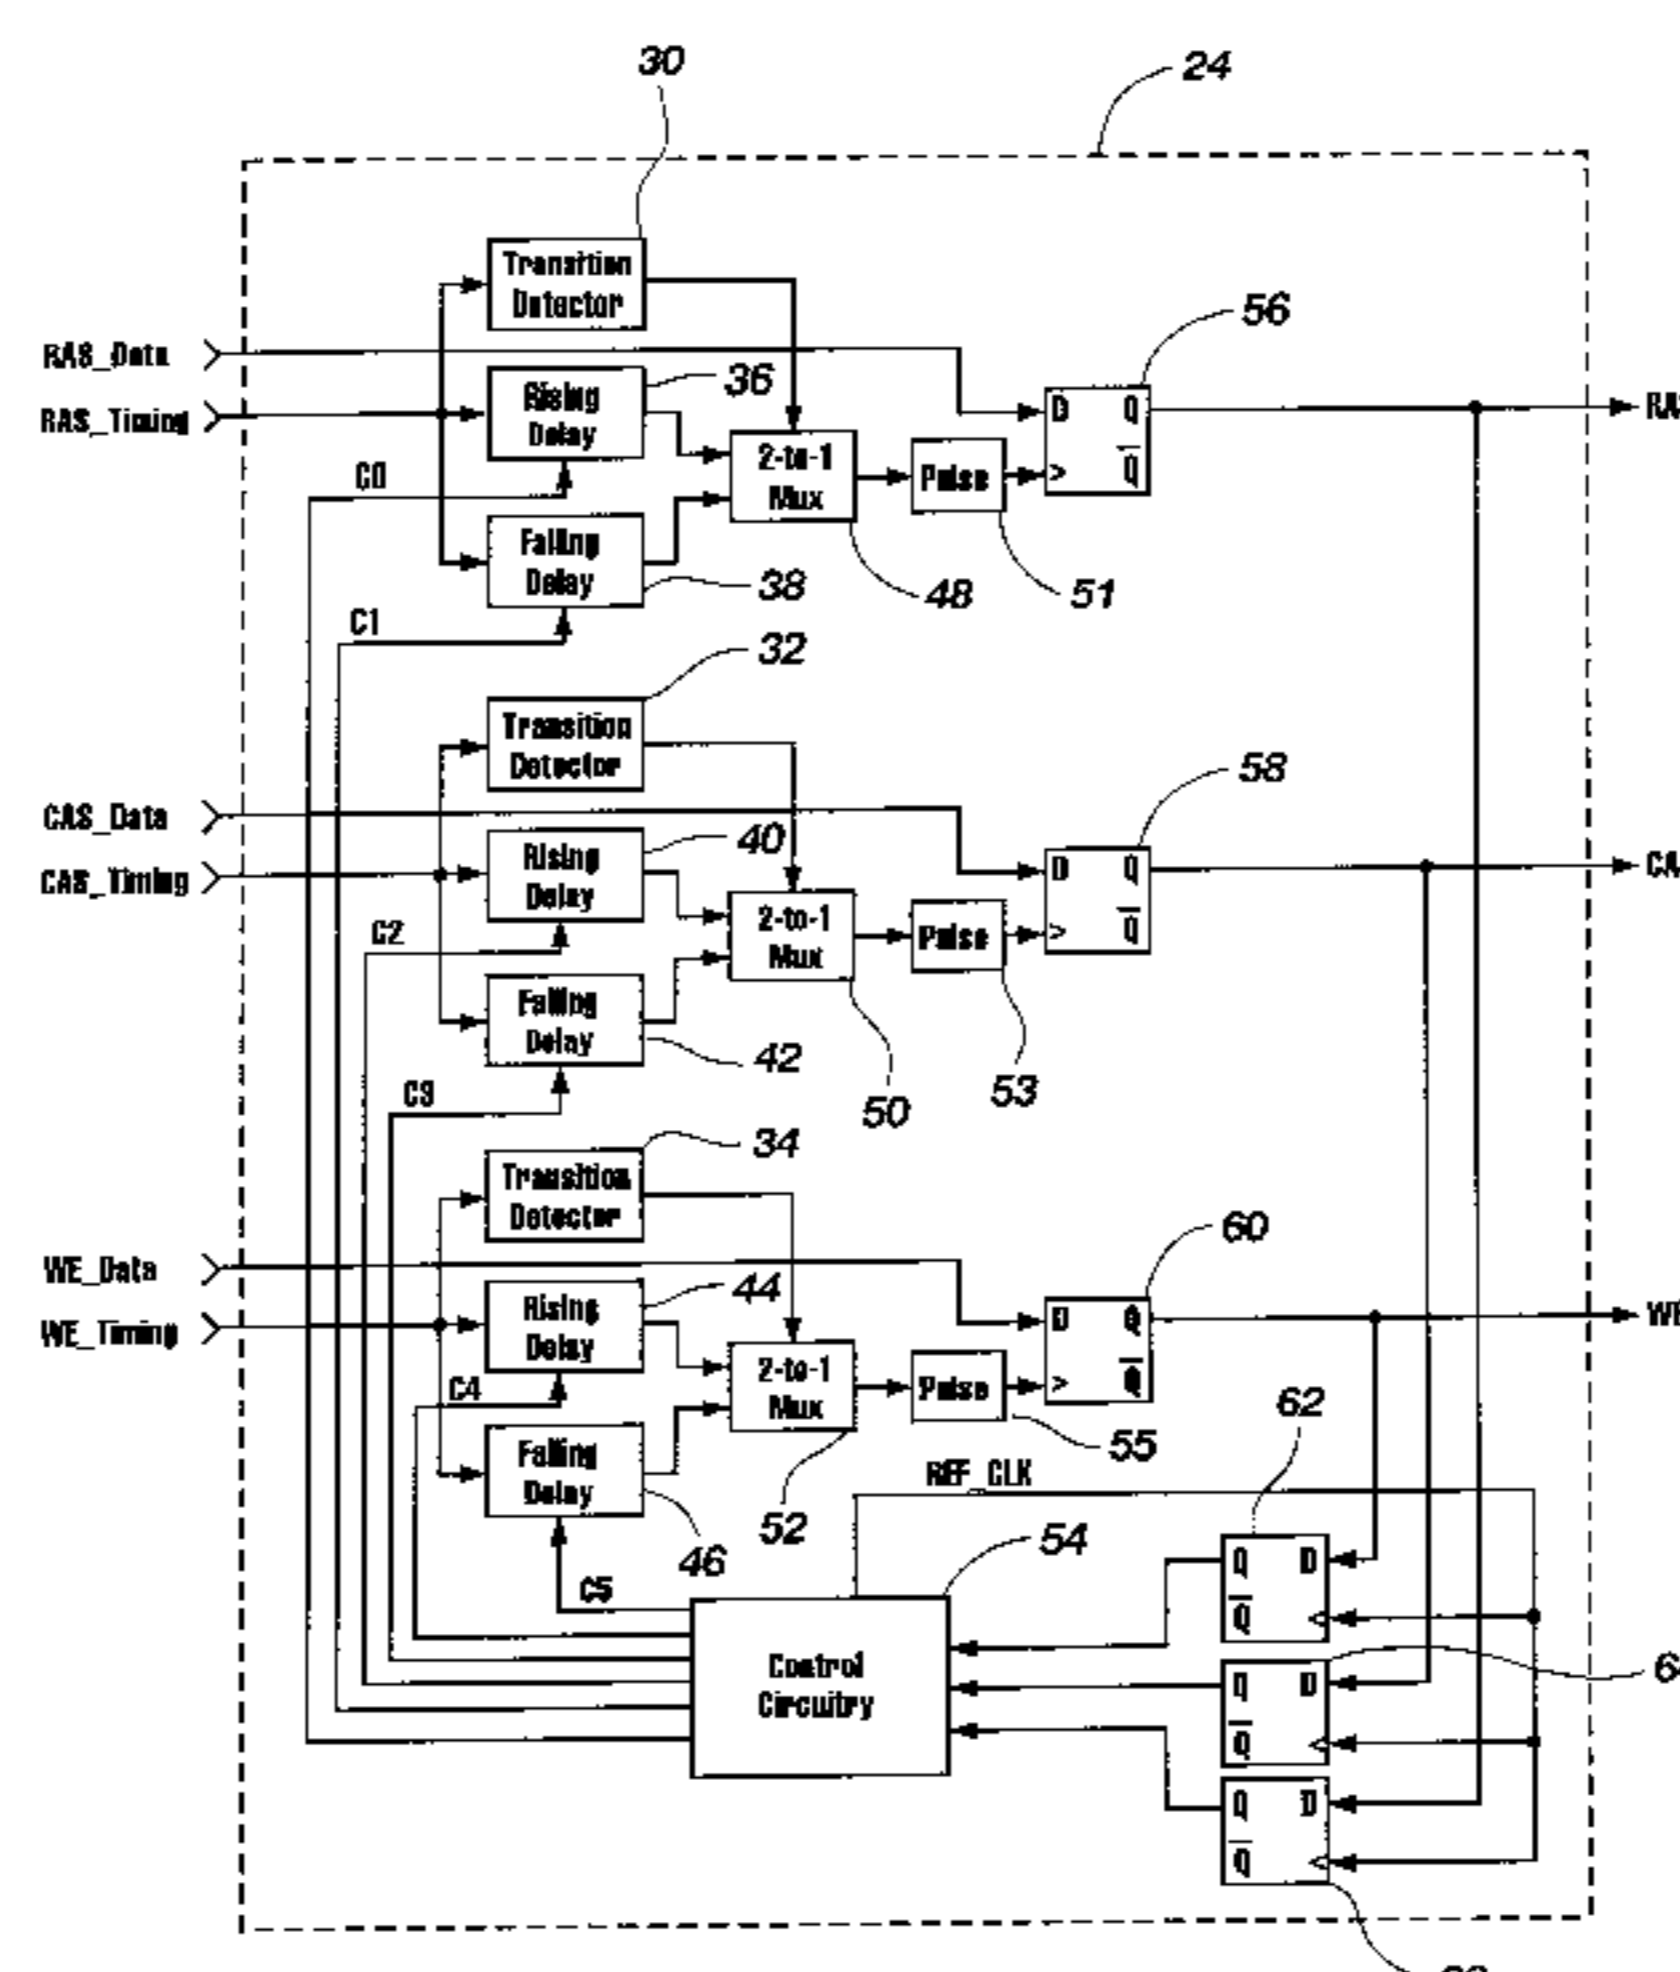 30
24
Transition
Detector
56
RAS_Data
36
Rising
Delay
D Q
RAS_Timing
2-to-1
Mux
Pulse
> Q
C0
Falling
Delay
38
48
51
C1
32
Transition
Detector
58
CAS_Data
40
Rising
Delay
D Q
CAS_Timing
2-to-1
Mux
Pulse
> Q
C2
Falling
Delay
42
53
50
C3
34
Transition
Detector
60
WE_Data
44
Rising
Delay
D Q
WE_Timing
2-to-1
Mux
Pulse
> Q
C4
62
55
Falling
Delay
REF_CLK
52
54
46
Q D
C5
Q <
Control
Circuitry
Q D
Q <
Q D
Q <